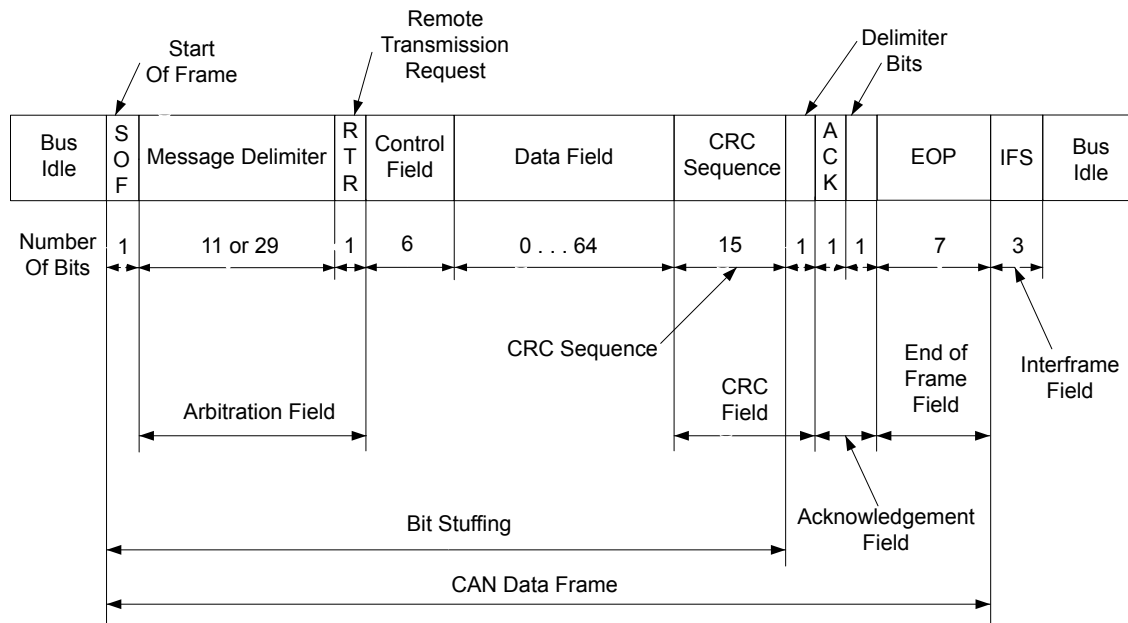 Start
Of Frame
Remote
Transmission
Request
Delimiter
Bits
Bus
Idle
S
O
F
Message Delimiter
R
T
R
Control
Field
Data Field
CRC
Sequence
A
C
K
EOP
IFS
Bus
Idle
Number
Of Bits
1
11 or 29
1
6
0 . . . 64
15
1
1
1
7
3
CRC Sequence
End of
Frame
Field
Interframe
Field
Arbitration Field
CRC
Field
Bit Stuffing
Acknowledgement
Field
CAN Data Frame